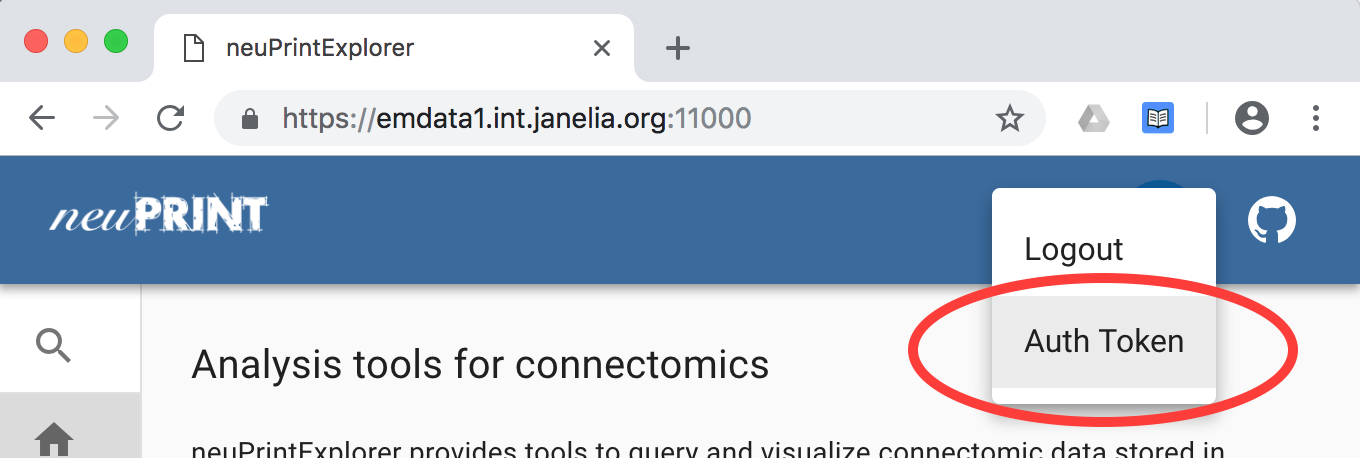 neuPrintExplorer
https://emdata1.int.janelia.org:11000
neuPRINT
Logout
Auth Token
Analysis tools for connectomics
neuPrintExplorer provides tools to query and visualize connectomic data stored in